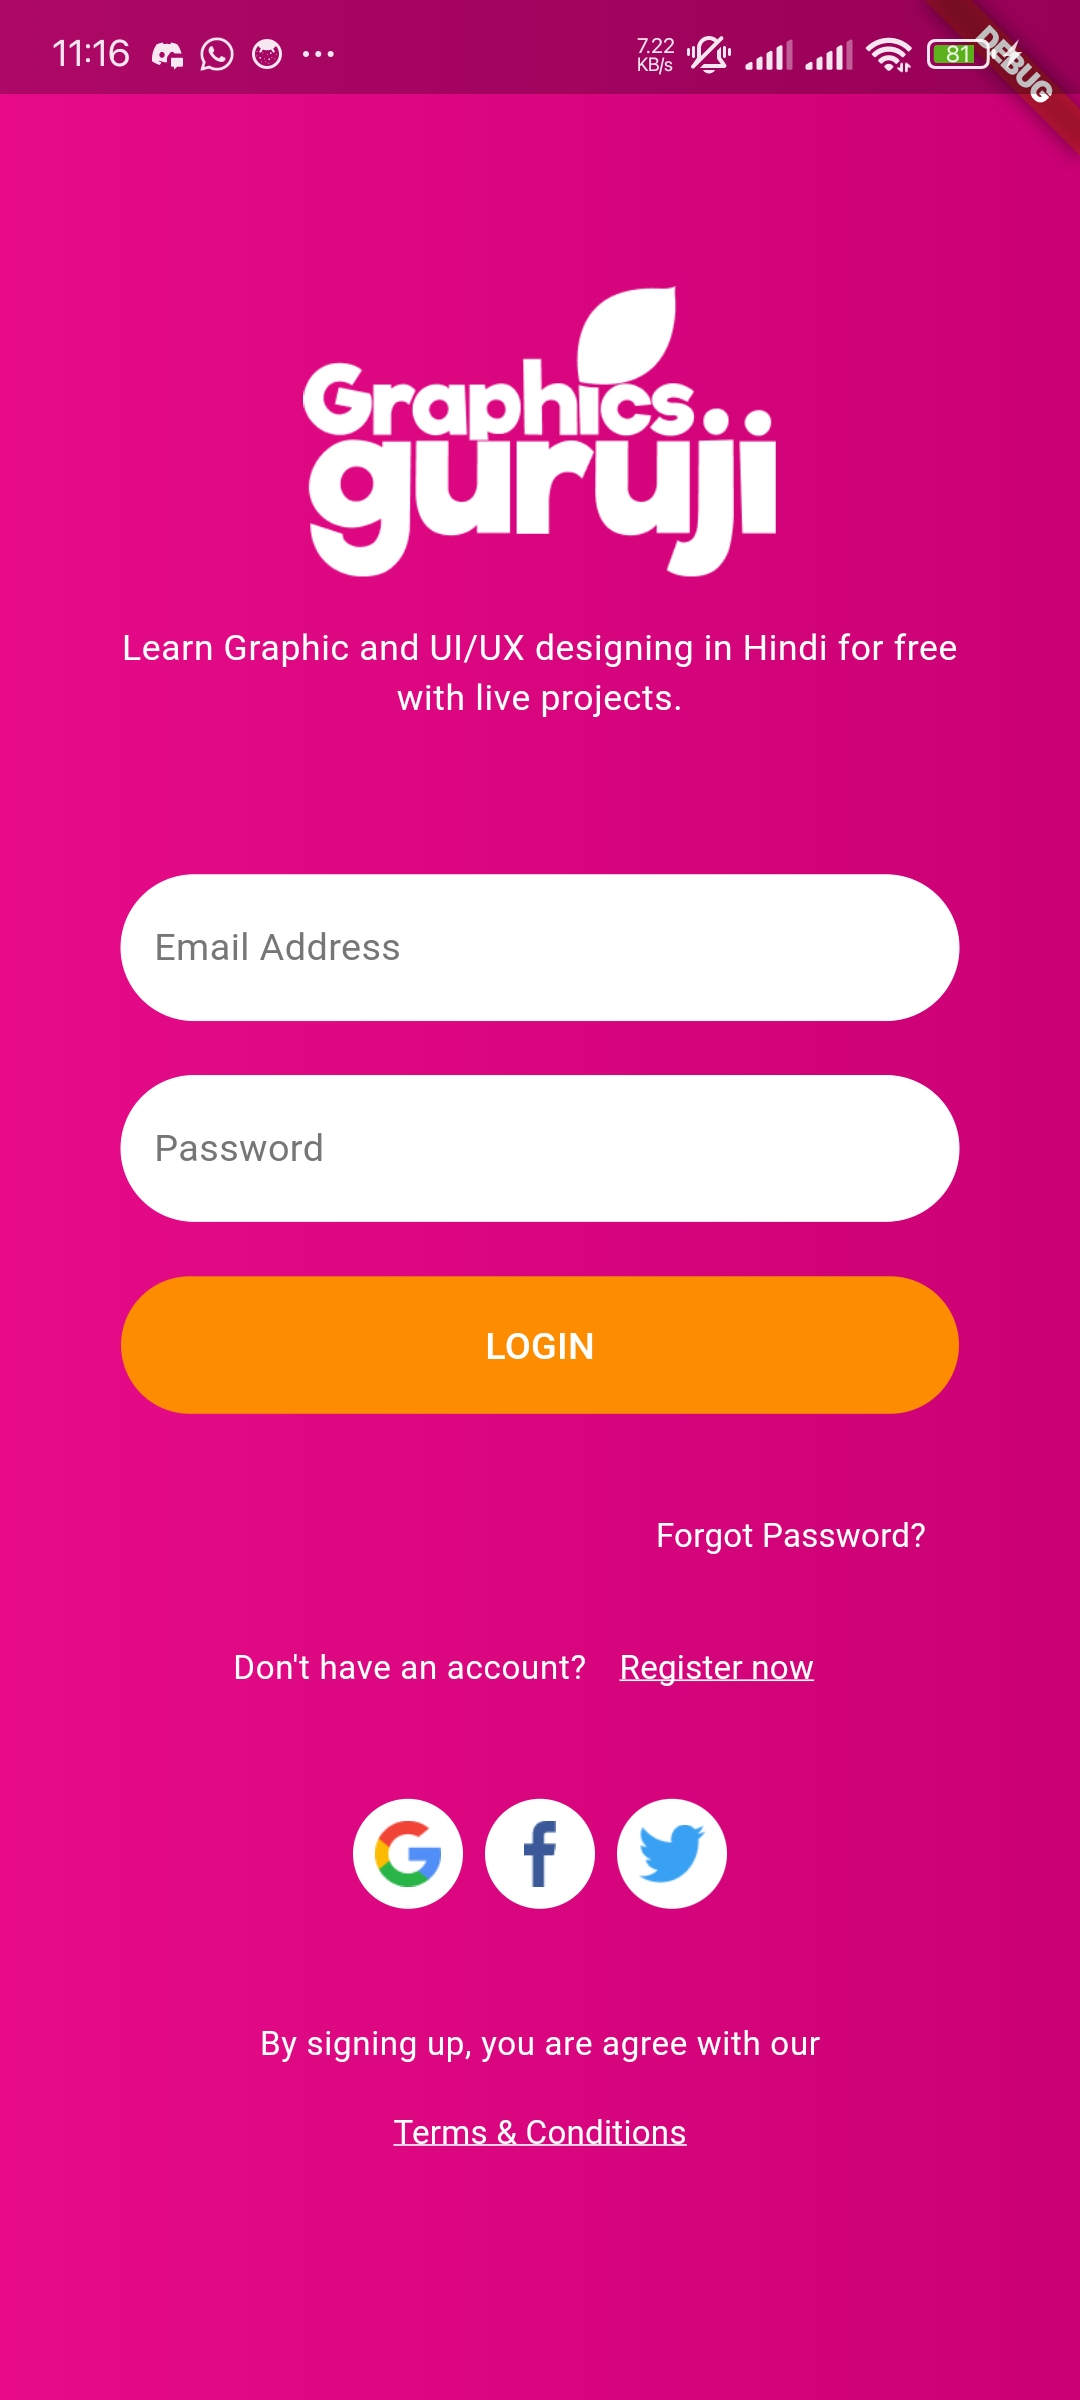 11:16
7.22
KB/s
81
DEBUG
Graphics
guruji
Learn Graphic and UI/UX designing in Hindi for free
with live projects.
Email Address
Password
LOGIN
Forgot Password?
Don't have an account? Register now
By signing up, you are agree with our
Terms & Conditions